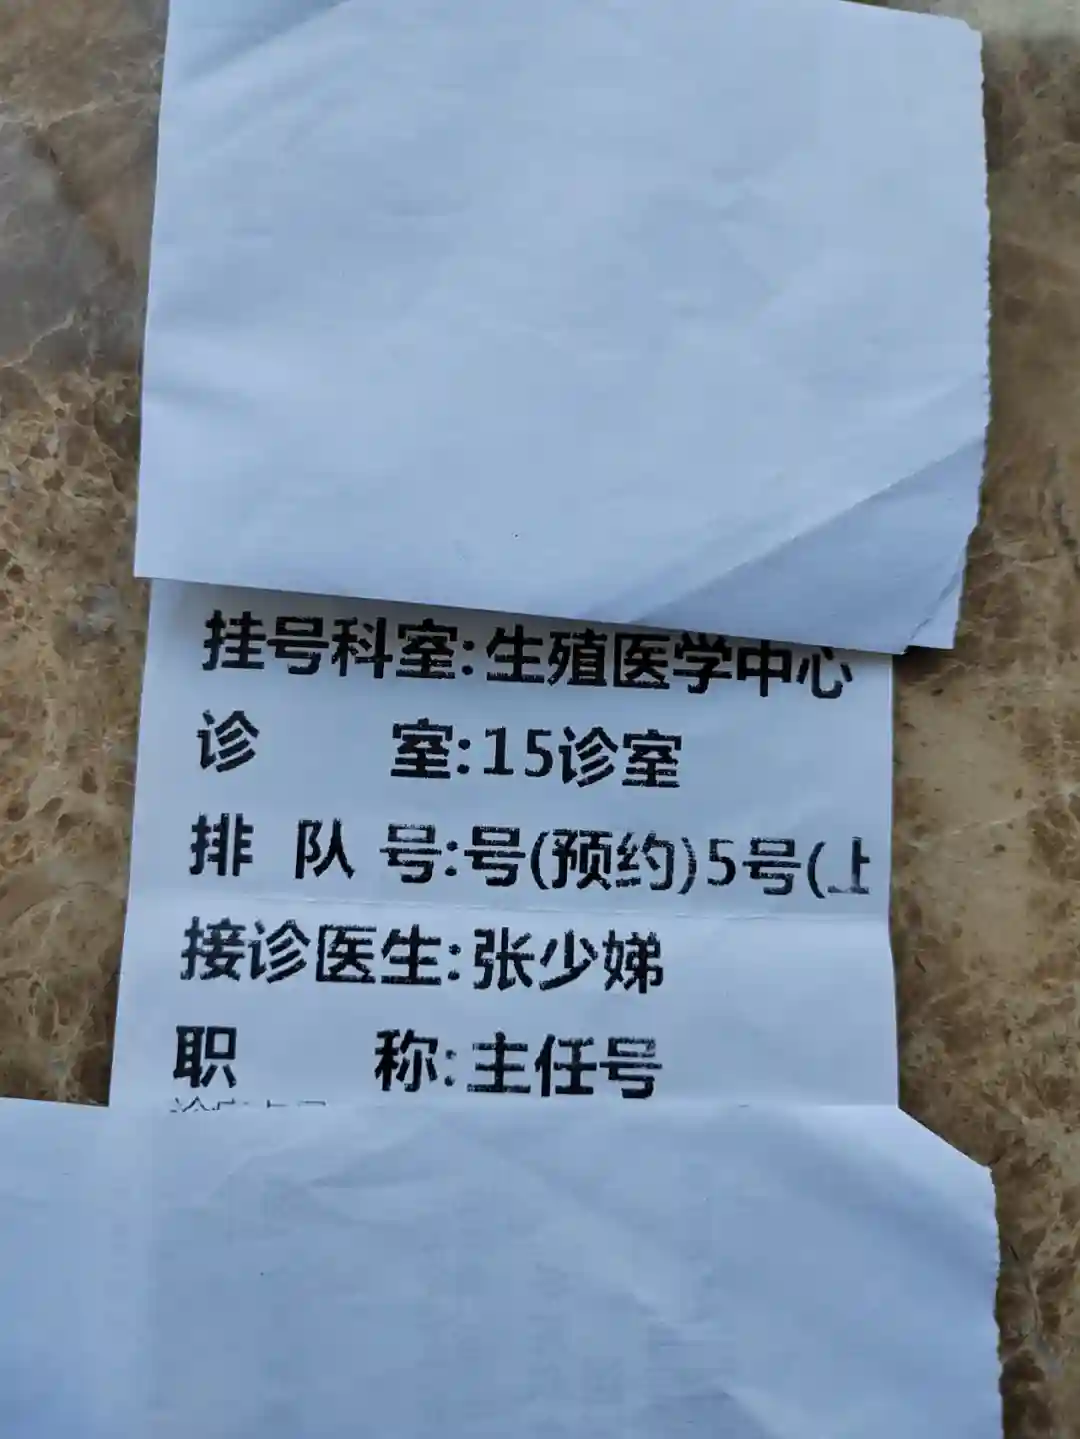 挂号科室:生殖医学中心
诊 室:15诊室
排 队 号:号(预约)5号(上
接诊医生:张少娣
职 称:主任号